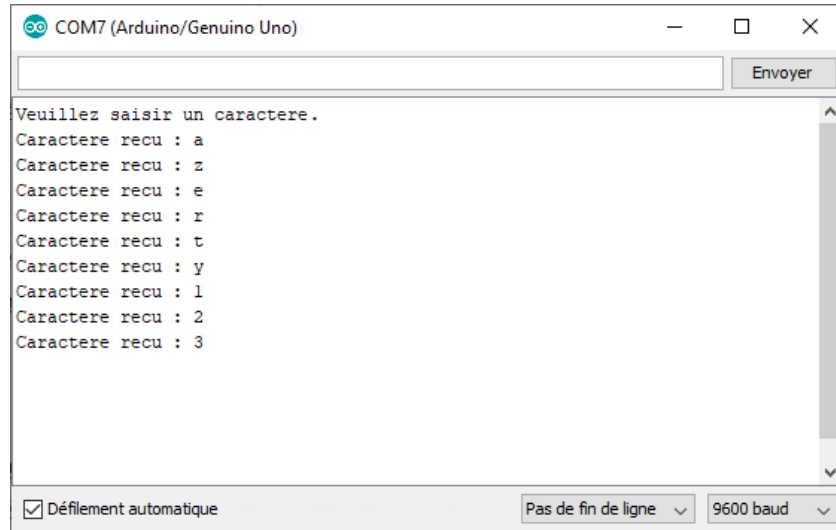 COM7 (Arduino/Genuino Uno)
Envoyer
Veuillez saisir un caractere.
Caractere recu : a
Caractere recu : z
Caractere recu : e
Caractere recu : r
Caractere recu : t
Caractere recu : y
Caractere recu : 1
Caractere recu : 2
Caractere recu : 3
Défilement automatique
Pas de fin de ligne
9600 baud